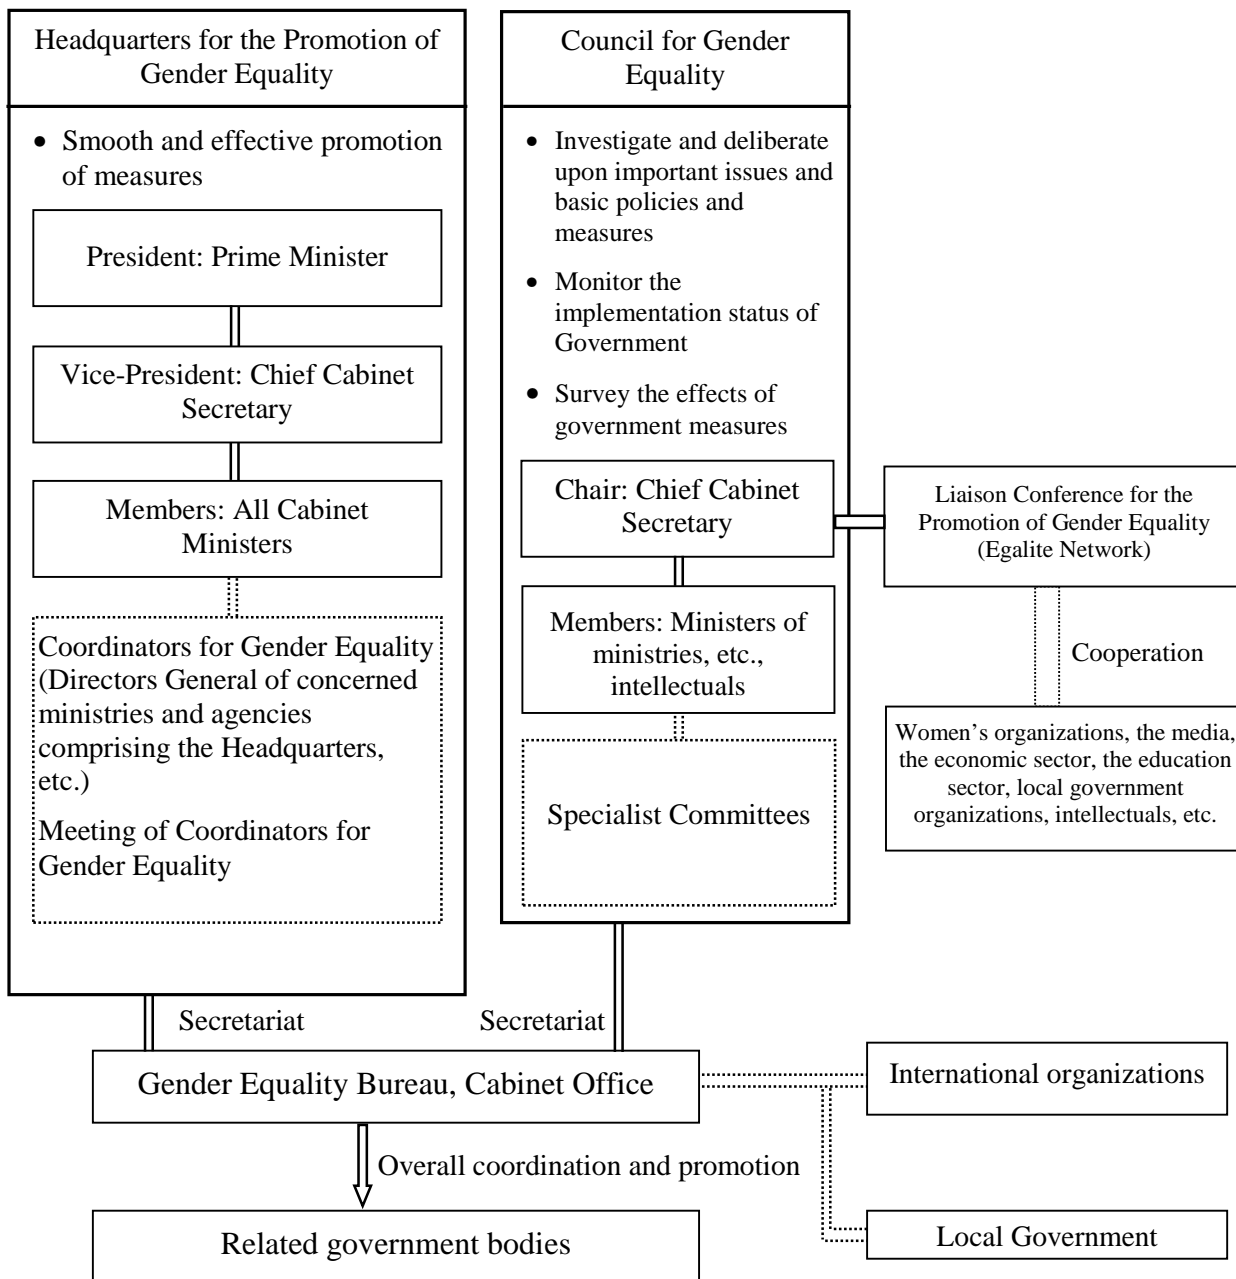 Headquarters for the Promotion of
Gender Equality
• Smooth and effective promotion
of measures
President: Prime Minister
Vice-President: Chief Cabinet
Secretary
Members: All Cabinet
Ministers
Coordinators for Gender Equality
(Directors General of concerned
ministries and agencies
comprising the Headquarters,
etc.)
Meeting of Coordinators for
Gender Equality
Council for Gender
Equality
• Investigate and deliberate
upon important issues and
basic policies and
measures
• Monitor the
implementation status of
Government
• Survey the effects of
government measures
Chair: Chief Cabinet
Secretary
Members: Ministers of
ministries, etc.,
intellectuals
Specialist Committees
Liaison Conference for the
Promotion of Gender Equality
(Egalite Network)
Cooperation
Women’s organizations, the media,
the economic sector, the education
sector, local government
organizations, intellectuals, etc.
Secretariat
Secretariat
Gender Equality Bureau, Cabinet Office
International organizations
Overall coordination and promotion
Related government bodies
Local Government